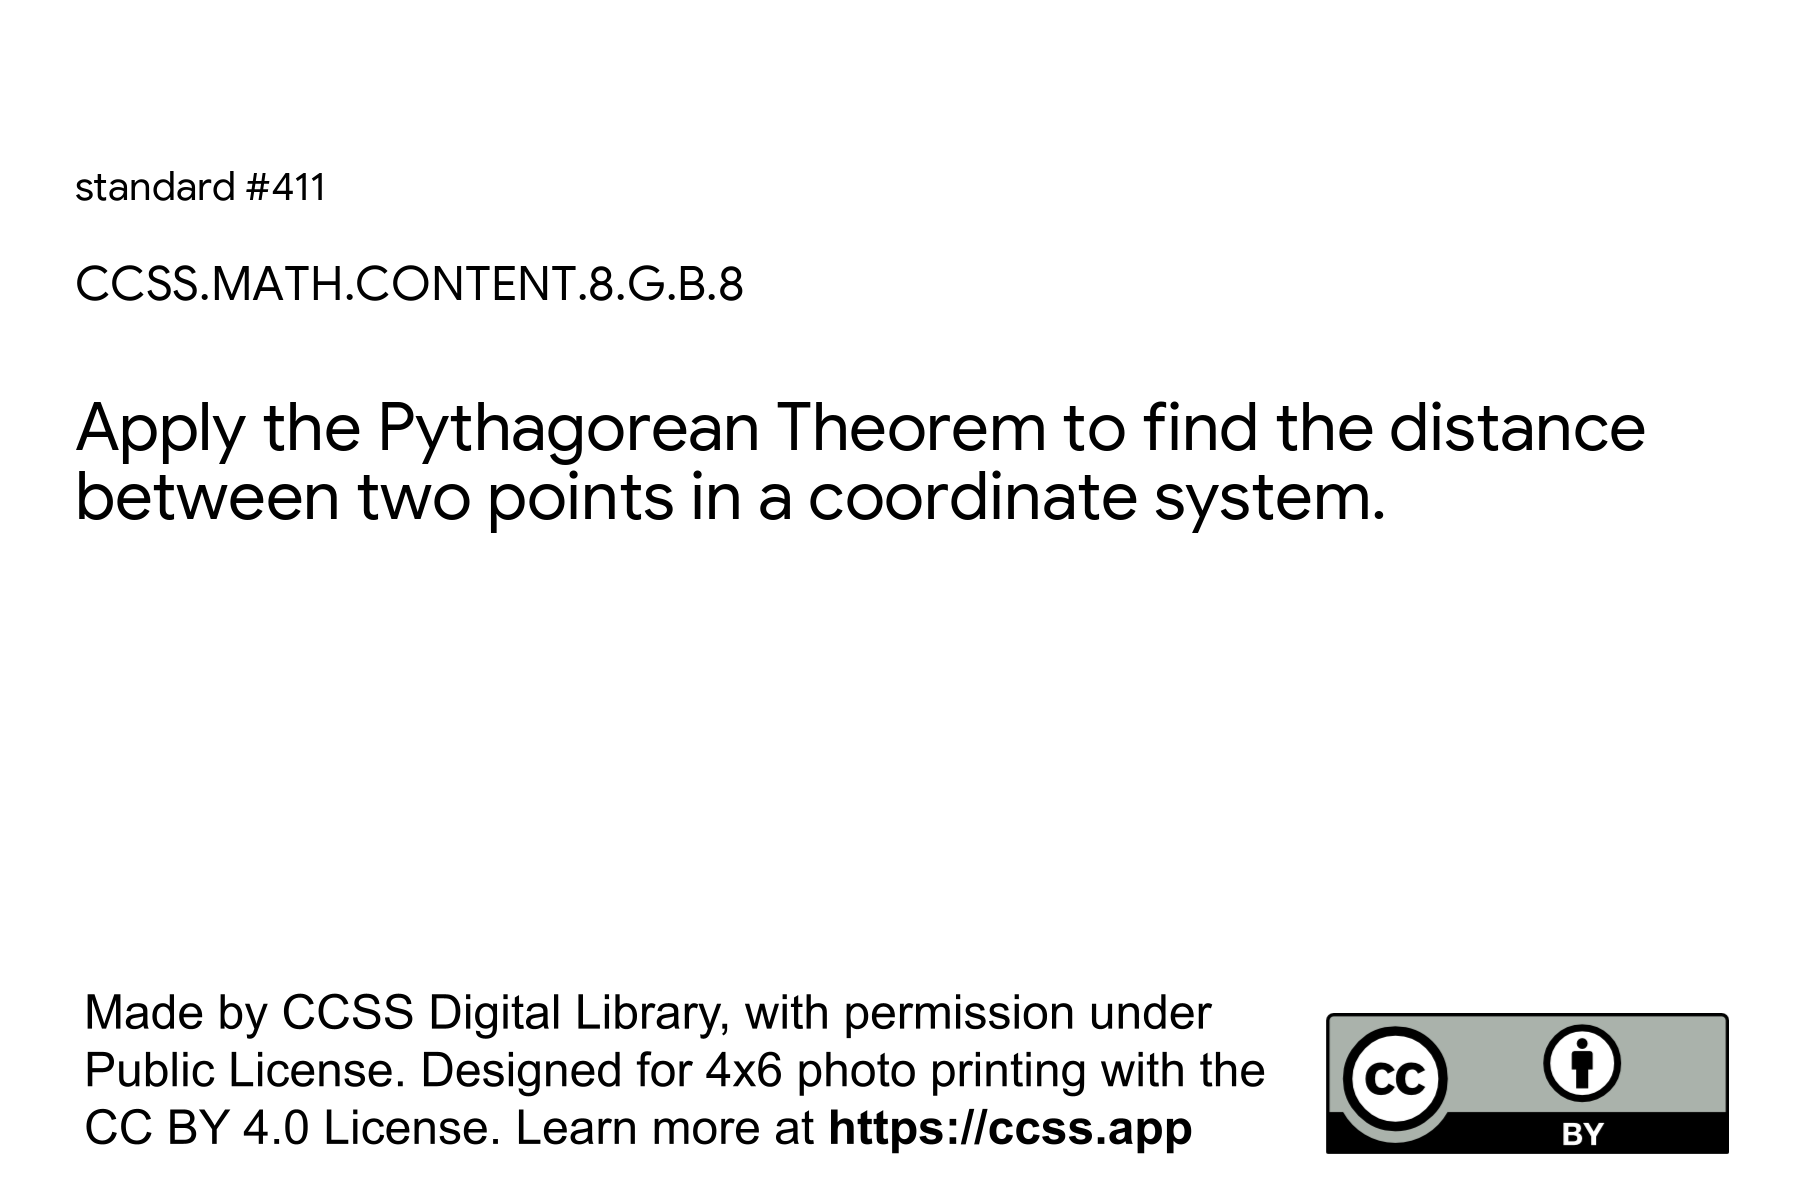 standard #411
CCSS.MATH.CONTENT.8.G.B.8
Apply the Pythagorean Theorem to find the distance
between two points in a coordinate system.
Made by CCSS Digital Library, with permission under
Public License. Designed for 4x6 photo printing with the
CC BY 4.0 License. Learn more at https://ccss.app
CC
BY